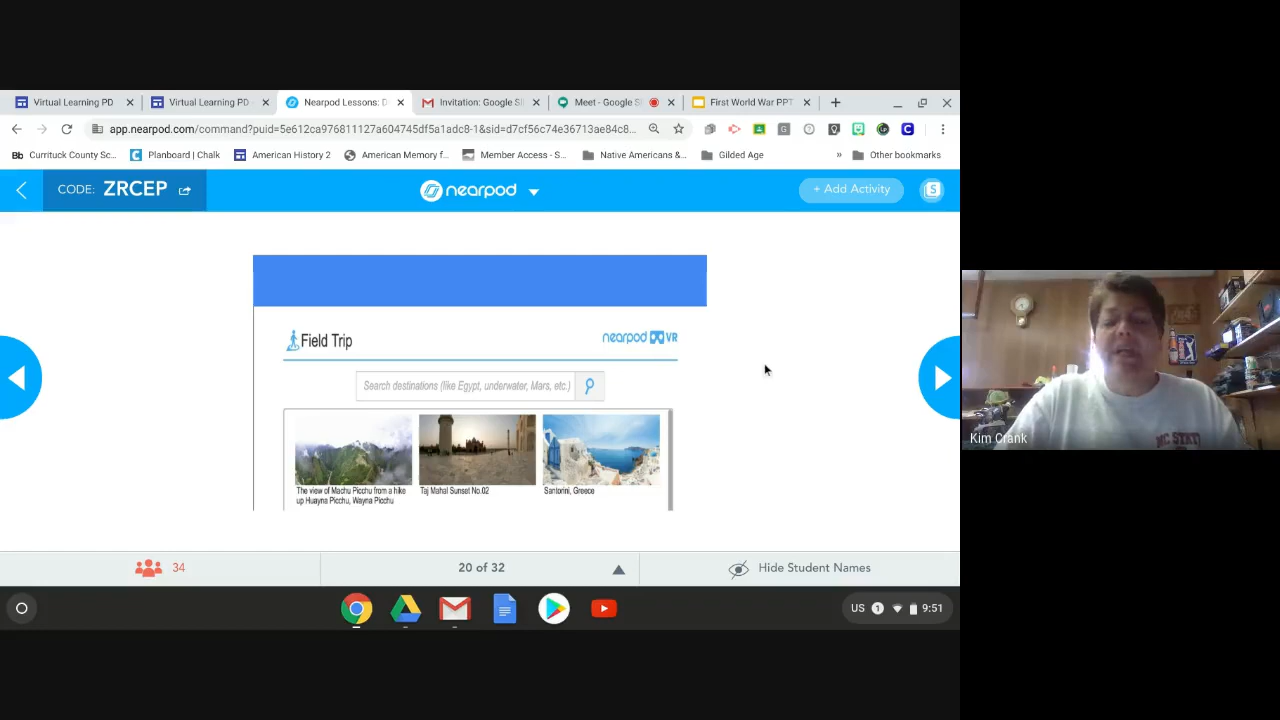 Virtual Learning PD
Virtual Learning PD
Nearpod Lessons: D
Invitation: Google Sli
Meet - Google S
First World War PPT
app.nearpod.com/command?puid=5e612ca976811127a604745df5a1adc8-1&sid=d7cf56c74e36713ae84c8...
Bb Currituck County Sc...
Planboard | Chalk
American History 2
American Memory f...
Member Access - S...
Native Americans &...
Gilded Age
» Other bookmarks
CODE: ZRCEP
nearpod
+ Add Activity
S
Field Trip
nearpod VR
Search destinations (like Egypt, underwater, Mars, etc.)
The view of Machu Picchu from a hike
up Huayna Picchu, Wayna Picchu
Taj Mahal Sunset No.02
Santorini, Greece
Kim Crank
STATE
34
20 of 32
Hide Student Names
US 1 9:51